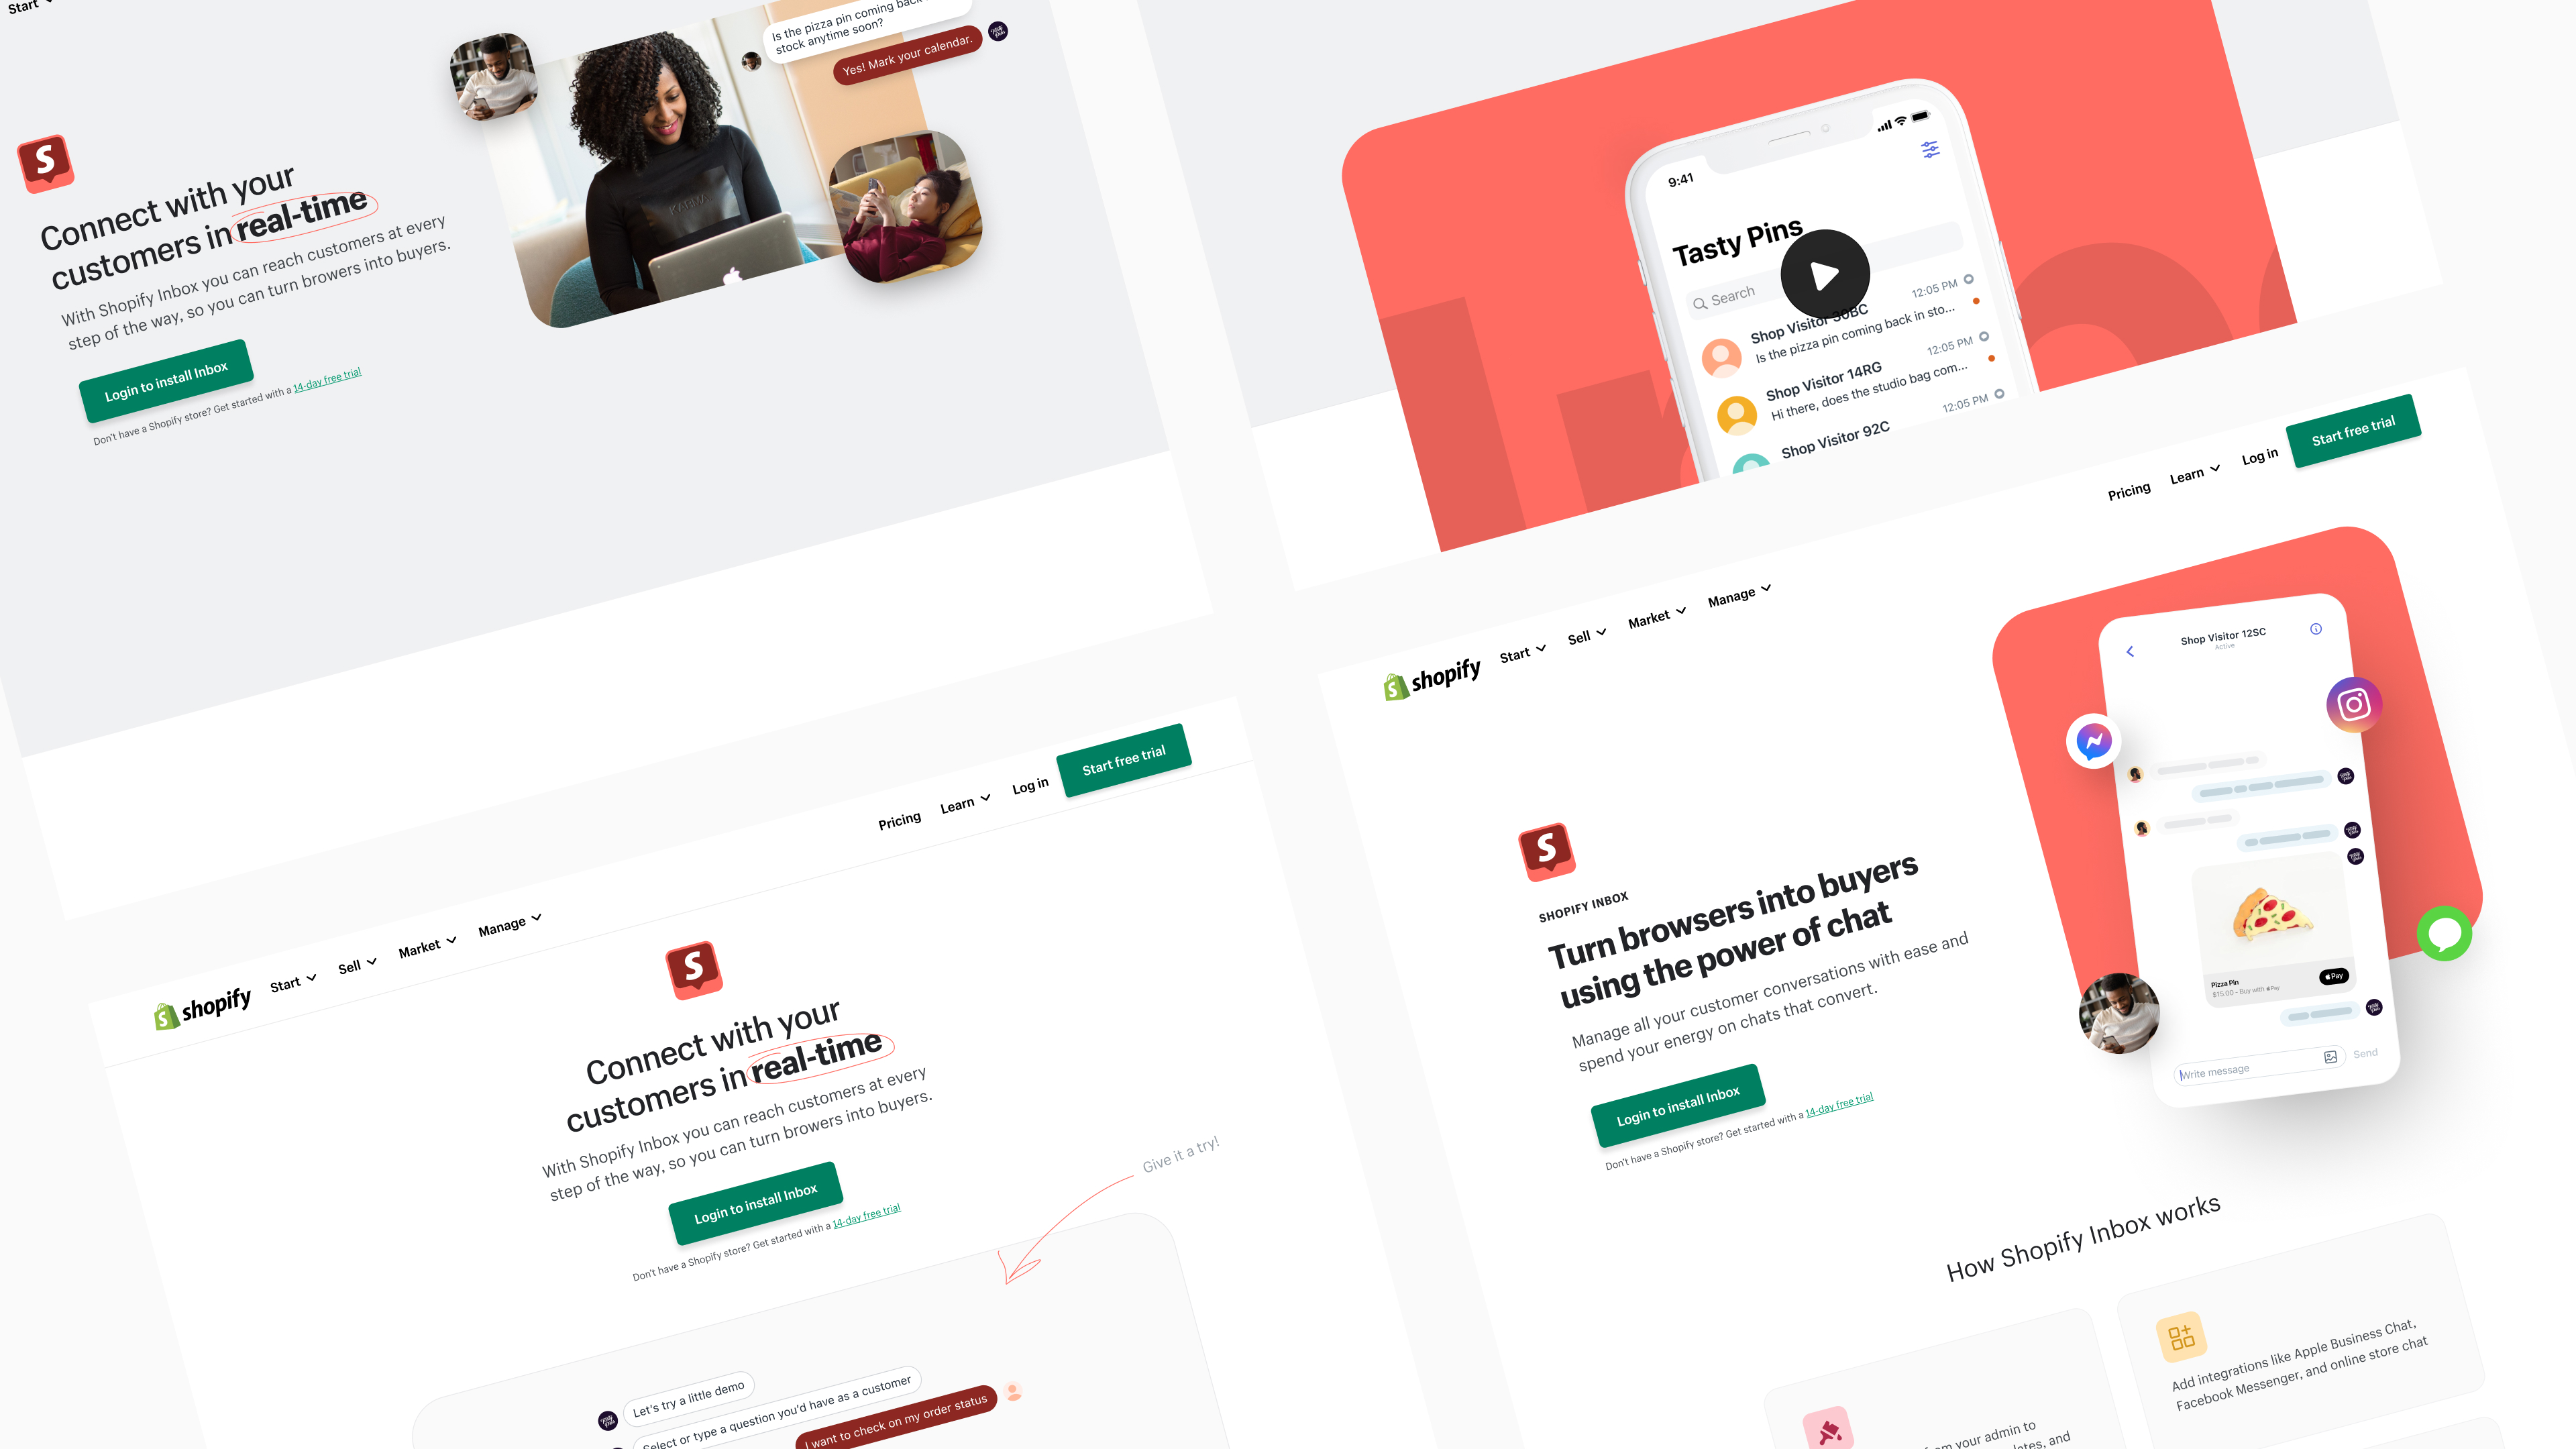 Start
Is the pizza pin coming back
stock anytime soon?
Yes! Mark your calendar.
KARMA
S
Connect with your
customers in real-time
With Shopify Inbox you can reach customers at every
step of the way, so you can turn browers into buyers.
Login to install Inbox
Don't have a Shopify store? Get started with a 14-day free trial
9:41
Tasty Pins
Search
Shop Visitor 30BC
12:05 PM
Is the pizza pin coming back in sto...
Shop Visitor 14RG
12:05 PM
Hi there, does the studio bag com...
Shop Visitor 92C
12:05 PM
shopify
Start
Sell
Market
Manage
Pricing
Learn
Log in
Start free trial
S
Connect with your
customers in real-time
With Shopify Inbox you can reach customers at every
step of the way, so you can turn browers into buyers.
Login to install Inbox
Don't have a Shopify store? Get started with a 14-day free trial
Give it a try!
Let's try a little demo
Select or type a question you'd have as a customer
I want to check on my order status
shopify
Start
Sell
Market
Manage
Pricing
Learn
Log in
Start free trial
S
SHOPIFY INBOX
Turn browsers into buyers
using the power of chat
Manage all your customer conversations with ease and
spend your energy on chats that convert.
Login to install Inbox
Don't have a Shopify store? Get started with a 14-day free trial
Shop Visitor 12SC
Active
Pizza Pin
$15.00 - Buy with Pay
Pay
Write message
Send
How Shopify Inbox works
Add integrations like Apple Business Chat,
Facebook Messenger, and online store chat
your admin to
and